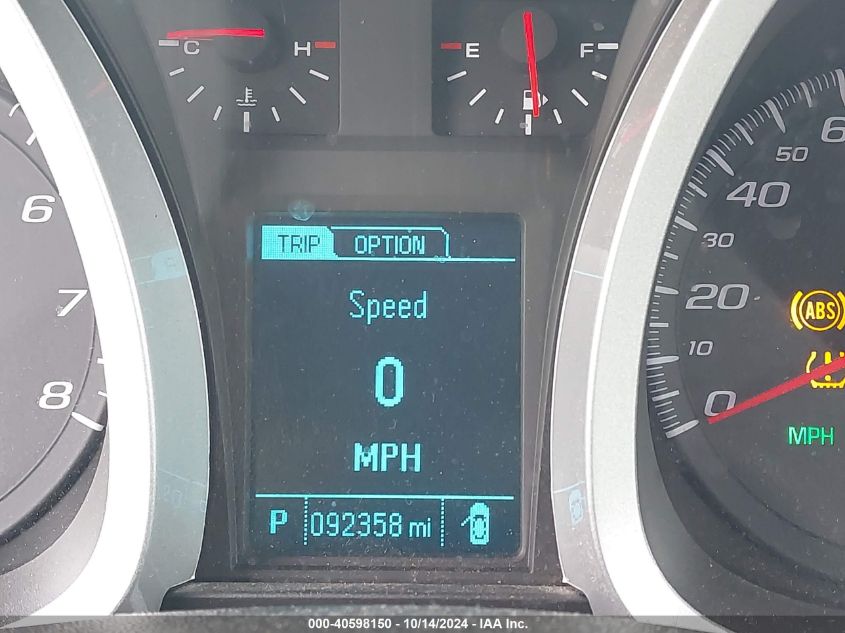 C H E F
TRIP OPTION
Speed
0
MPH
P 092358 mi
6
7
8
50
40
30
20
10
0
ABS
MPH
000-40598150 - 10/14/2024 - IAA Inc.